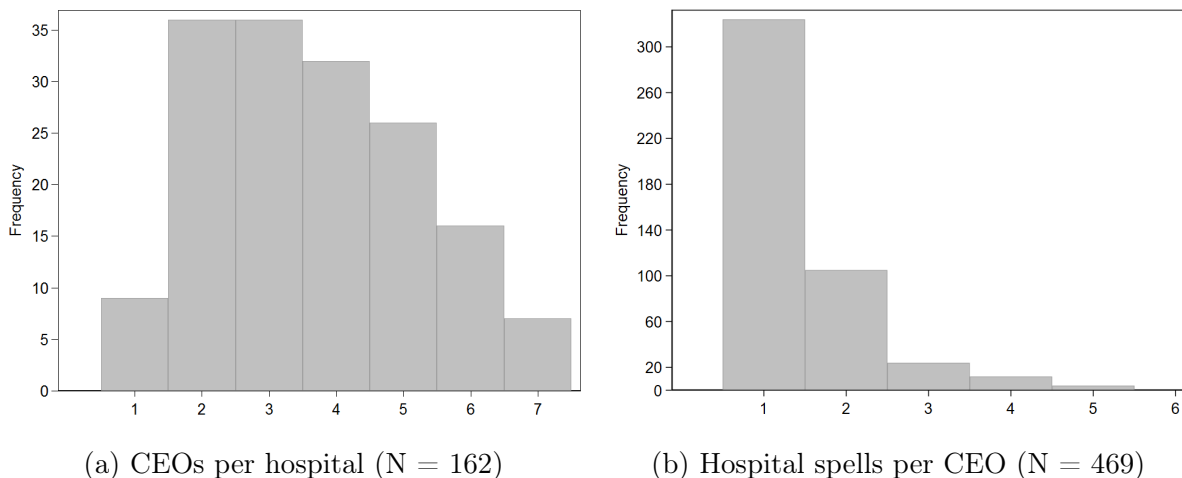 Frequency
35
30
25
20
15
10
5
0
1 2 3 4 5 6 7
(a) CEOs per hospital (N = 162)
Frequency
300
260
220
180
140
100
60
20
0
1 2 3 4 5 6
(b) Hospital spells per CEO (N = 469)